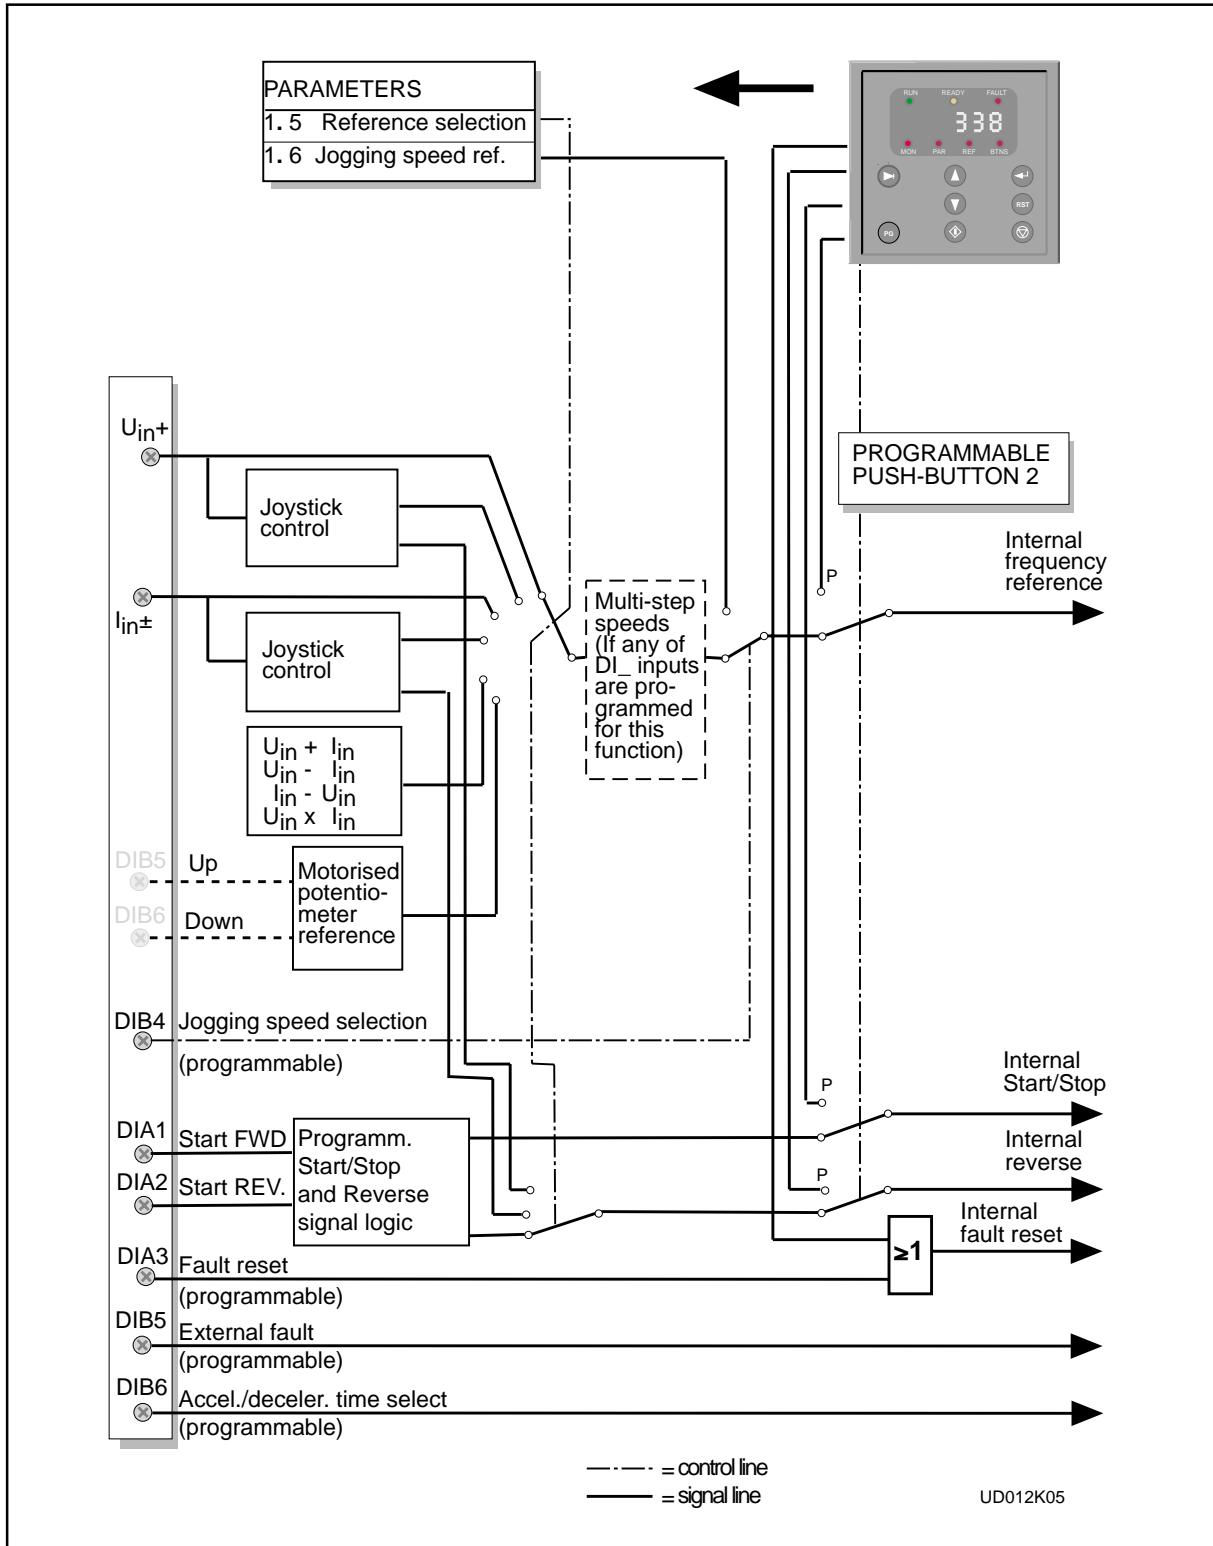 PARAMETERS
1. 5 Reference selection
1. 6 Jogging speed ref.
RUN READY FAULT
338
MON PAR REF BTNS
RST
PG
PROGRAMMABLE
PUSH-BUTTON 2
Uin+
Joystick
control
Iin±
Joystick
control
Uin + Iin
Uin - Iin
Iin - Uin
Uin x Iin
Multi-step
speeds
(If any of
DI_ inputs
are pro-
grammed
for this
function)
P
Internal
frequency
reference
DIB5
Up
DIB6
Down
Motorised
potentio-
meter
reference
DIB4
Jogging speed selection
(programmable)
P
Internal
Start/Stop
DIA1
Start FWD
DIA2
Start REV.
Programm.
Start/Stop
and Reverse
signal logic
P
Internal
reverse
DIA3
Fault reset
(programmable)
≥1
Internal
fault reset
DIB5
External fault
(programmable)
DIB6
Accel./deceler. time select
(programmable)
= control line
= signal line
UD012K05